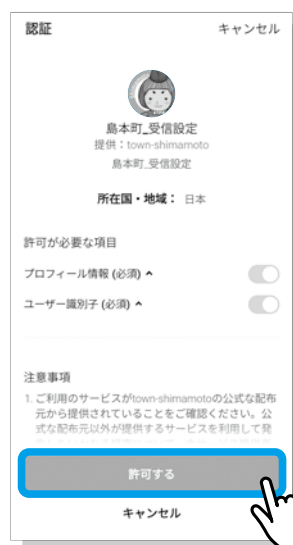 認証 キャンセル
島本町_受信設定
提供：town-shimamoto
島本町_受信設定
所在国・地域： 日本
許可が必要な項目
プロフィール情報 (必須)
ユーザー識別子 (必須)
注意事項
1. ご利用のサービスがtown-shimamotoの公式な配布
元から提供されていることをご確認ください。公
式な配布元以外が提供するサービスを利用して発
許可する
キャンセル